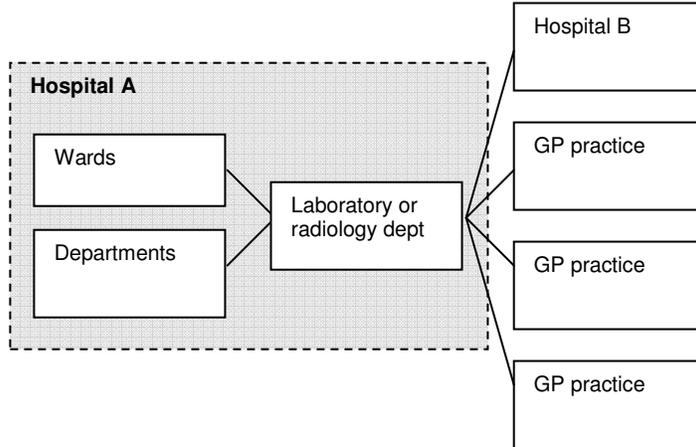 Hospital B
Hospital A
Wards
GP practice
Laboratory or
radiology dept
Departments
GP practice
GP practice